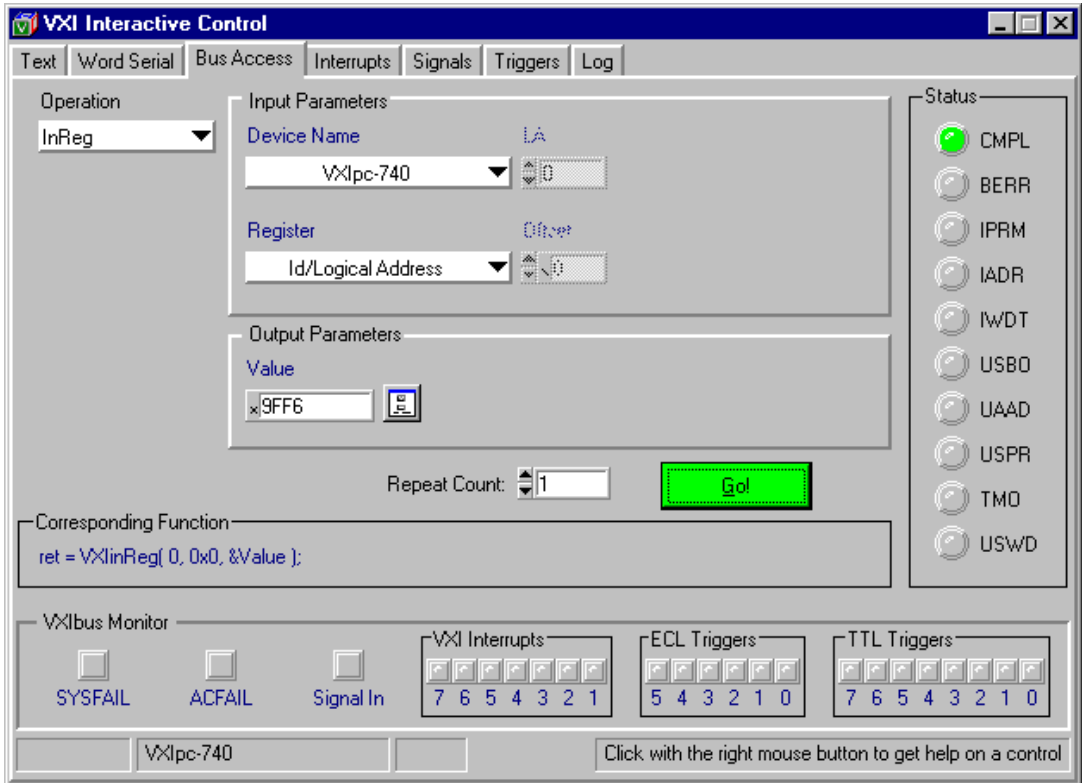 VXI Interactive Control
Text Word Serial Bus Access Interrupts Signals Triggers Log
Operation
InReg
Input Parameters
Device Name LA
VXIpc-740 0
Register Offset
Id/Logical Address x0
Output Parameters
Value
x9FF6
Repeat Count: 1
Go!
Status
CMPL
BERR
IPRM
IADR
IWDT
USBO
UAAD
USPR
TMO
USWD
Corresponding Function
ret = VXIinReg( 0, 0x0, &Value );
VXIbus Monitor
SYSFAIL ACFAIL Signal In
VXI Interrupts
7 6 5 4 3 2 1
ECL Triggers
5 4 3 2 1 0
TTL Triggers
7 6 5 4 3 2 1 0
VXIpc-740
Click with the right mouse button to get help on a control